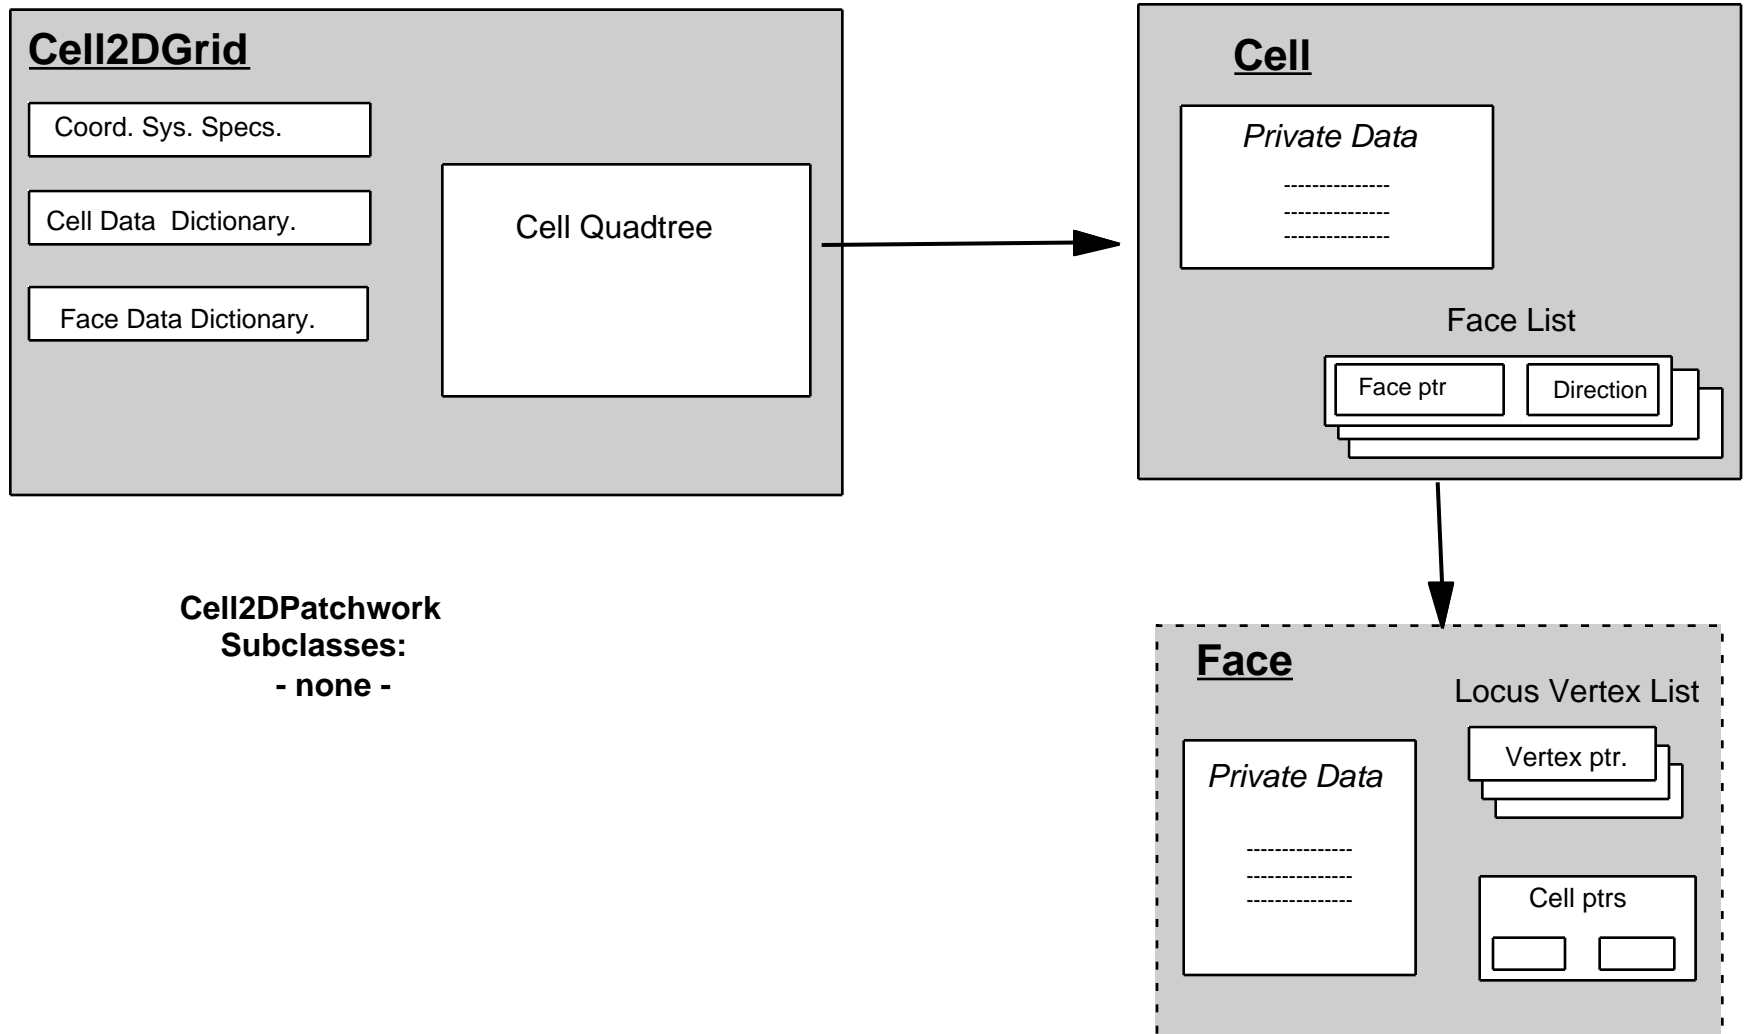 Cell2DGrid
Coord. Sys. Specs.
Cell Data Dictionary.
Face Data Dictionary.
Cell Quadtree
Cell
Private Data
---------------
---------------
---------------
Face List
Face ptr
Direction
Cell2DPatchwork
Subclasses:
- none -
Face
Locus Vertex List
Private Data
---------------
---------------
---------------
Vertex ptr.
Cell ptrs